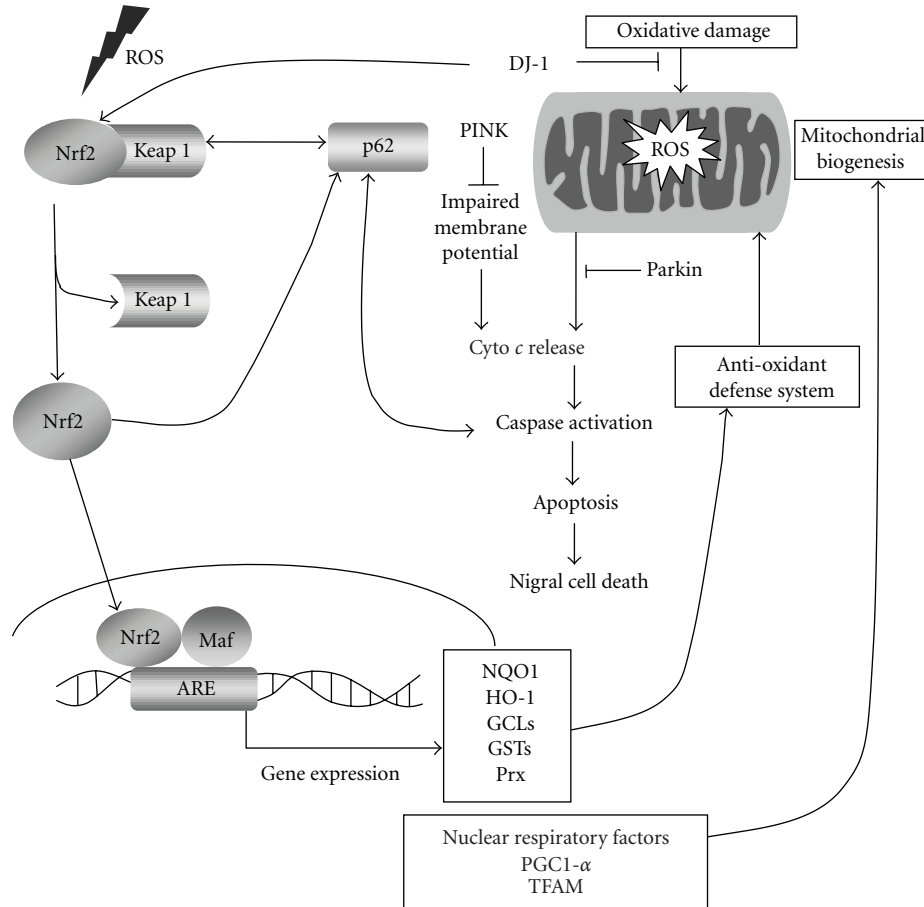 ROS
Oxidative damage
DJ-1
Nrf2
Keap 1
p62
PINK
ROS
Mitochondrial
biogenesis
Impaired
membrane
potential
Parkin
Keap 1
Cyto c release
Anti-oxidant
defense system
Nrf2
Caspase activation
Apoptosis
Nigral cell death
Nrf2
Maf
ARE
NQO1
HO-1
GCLs
GSTs
Prx
Gene expression
Nuclear respiratory factors
PGC1-α
TFAM